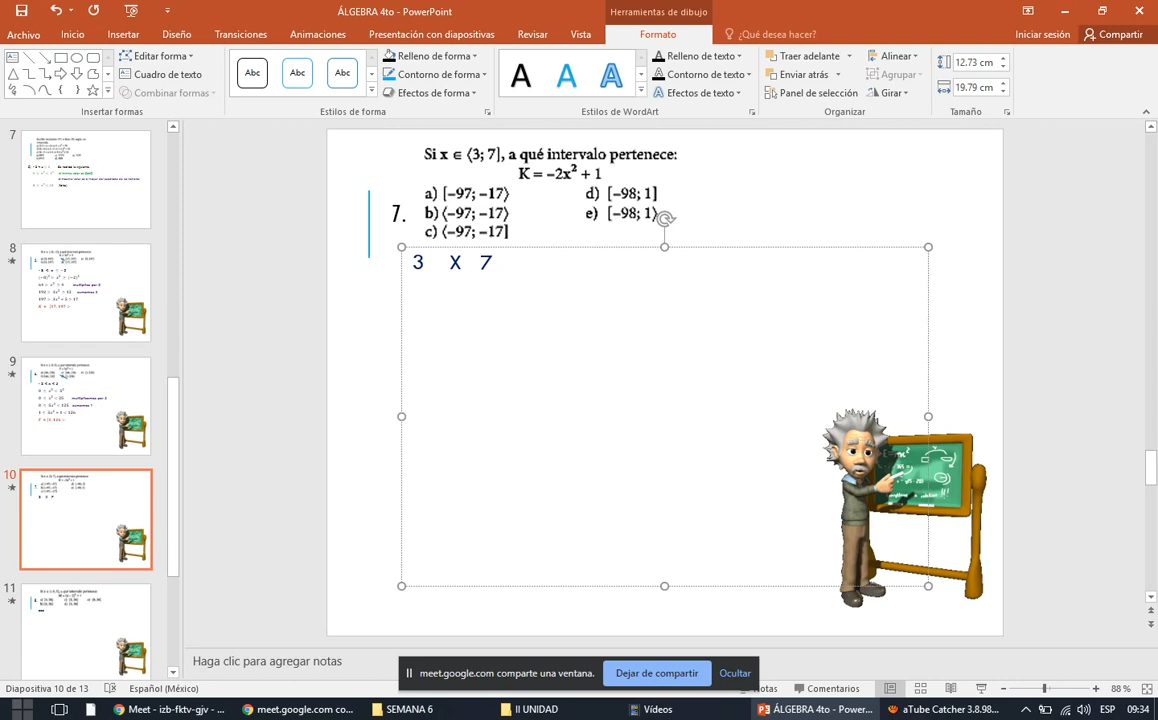 ÁLGEBRA 4to - PowerPoint
Herramientas de dibujo
Archivo Inicio Insertar Diseño Transiciones Animaciones Presentación con diapositivas Revisar Vista Formato ¿Qué desea hacer? Iniciar sesión Compartir
Editar forma
Cuadro de texto
Combinar formas
Insertar formas
Abc Abc Abc
Relleno de forma
Contorno de forma
Efectos de forma
Estilos de forma
A A A
Relleno de texto
Contorno de texto
Efectos de texto
Estilos de WordArt
Traer adelante
Enviar atrás
Panel de selección
Alinear
Agrupar
Girar
Organizar
12.73 cm
19.79 cm
Tamaño
7
8
9
10
11
Si x ∈ ⟨3; 7], a qué intervalo pertenece:
K = –2x² + 1
a) [–97; –17⟩ d) [–98; 1]
7. b) ⟨–97; –17⟩ e) [–98; 1⟩
c) ⟨–97; –17]
3 X 7
Haga clic para agregar notas
meet.google.com comparte una ventana. Dejar de compartir Ocultar
Diapositiva 10 de 13 Español (México) Notas Comentarios 88 %
Meet - izb-fktv-gjv - ... meet.google.com co... SEMANA 6 II UNIDAD Vídeos ÁLGEBRA 4to - Power... aTube Catcher 3.8.98... ESP 09:34